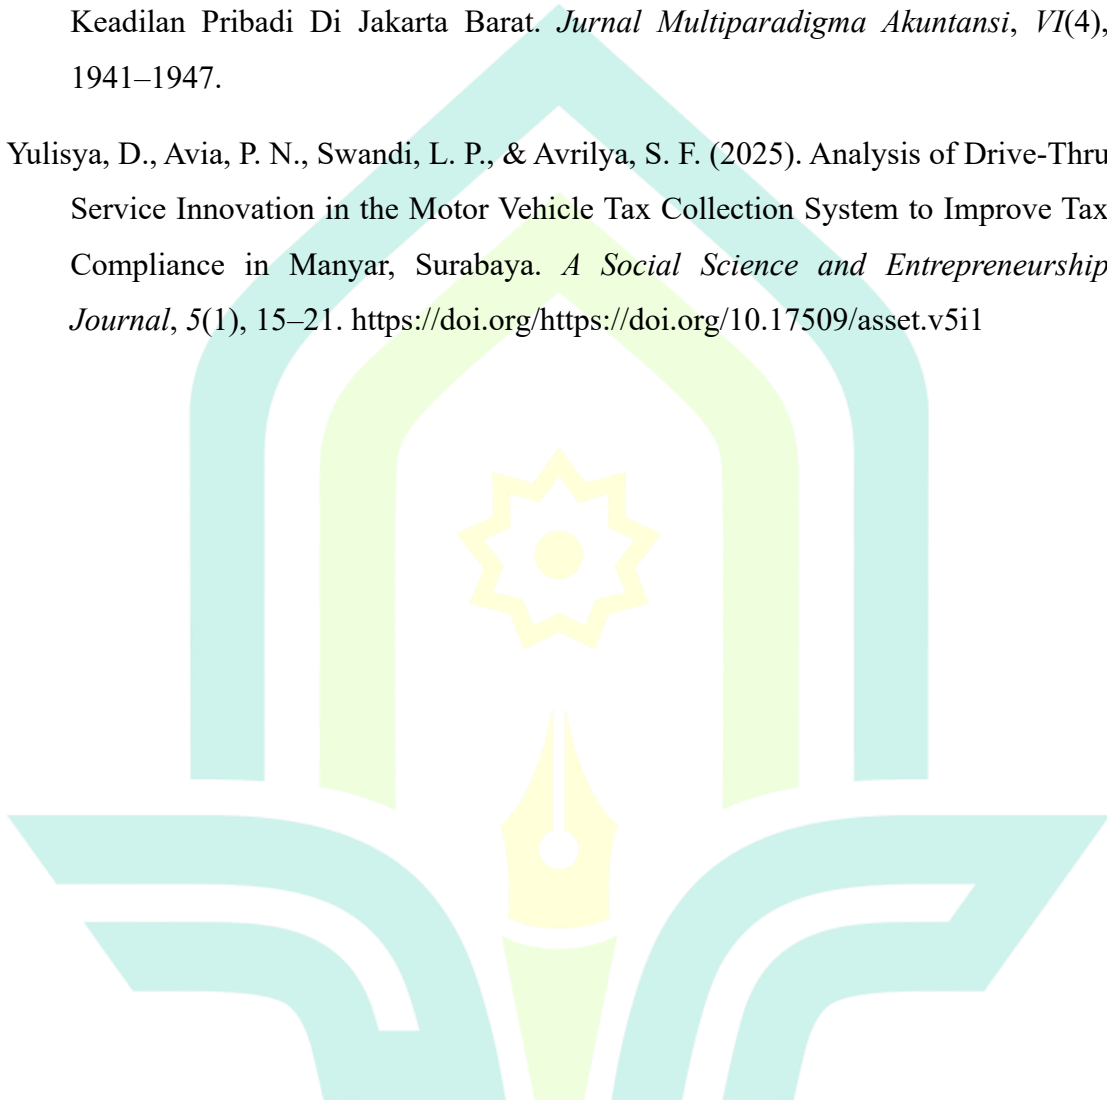 Keadilan Pribadi Di Jakarta Barat. Jurnal Multiparadigma Akuntansi, VI(4),
1941–1947.
Yulisya, D., Avia, P. N., Swandi, L. P., & Avrilya, S. F. (2025). Analysis of Drive-Thru
Service Innovation in the Motor Vehicle Tax Collection System to Improve Tax
Compliance in Manyar, Surabaya. A Social Science and Entrepreneurship
Journal, 5(1), 15–21. https://doi.org/https://doi.org/10.17509/asset.v5i1